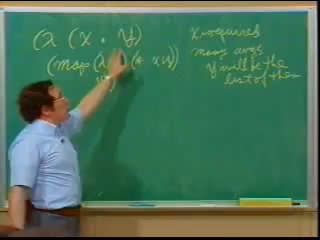 (λ (X . Y)
(map (λ (* X U))
X required
many args
Y will be the
list of them